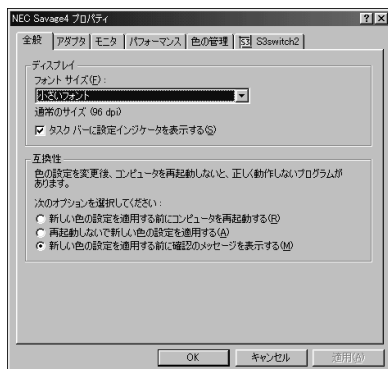 NEC Savage4 プロパティ
全般 アダプタ モニタ パフォーマンス 色の管理 S3 S3switch2
ディスプレイ
フォント サイズ(F):
小さいフォント
通常のサイズ (96 dpi)
タスク バーに設定インジケータを表示する(S)
互換性
色の設定を変更後、コンピュータを再起動しないと、正しく動作しないプログラムが
あります。
次のオプションを選択してください:
新しい色の設定を適用する前にコンピュータを再起動する(R)
再起動しないで新しい色の設定を適用する(A)
新しい色の設定を適用する前に確認のメッセージを表示する(M)
OK キャンセル 適用(A)